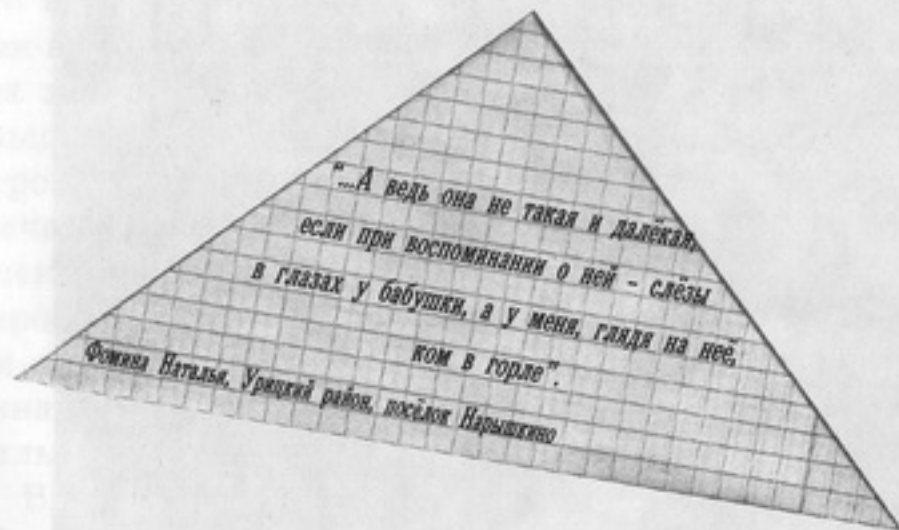 "...А ведь она не такая и далёкая,
если при воспоминании о ней - слёзы
в глазах у бабушки, а у меня, глядя на неё,
ком в горле".
Фомина Наталья, Урицкий район, посёлок Нарышкино